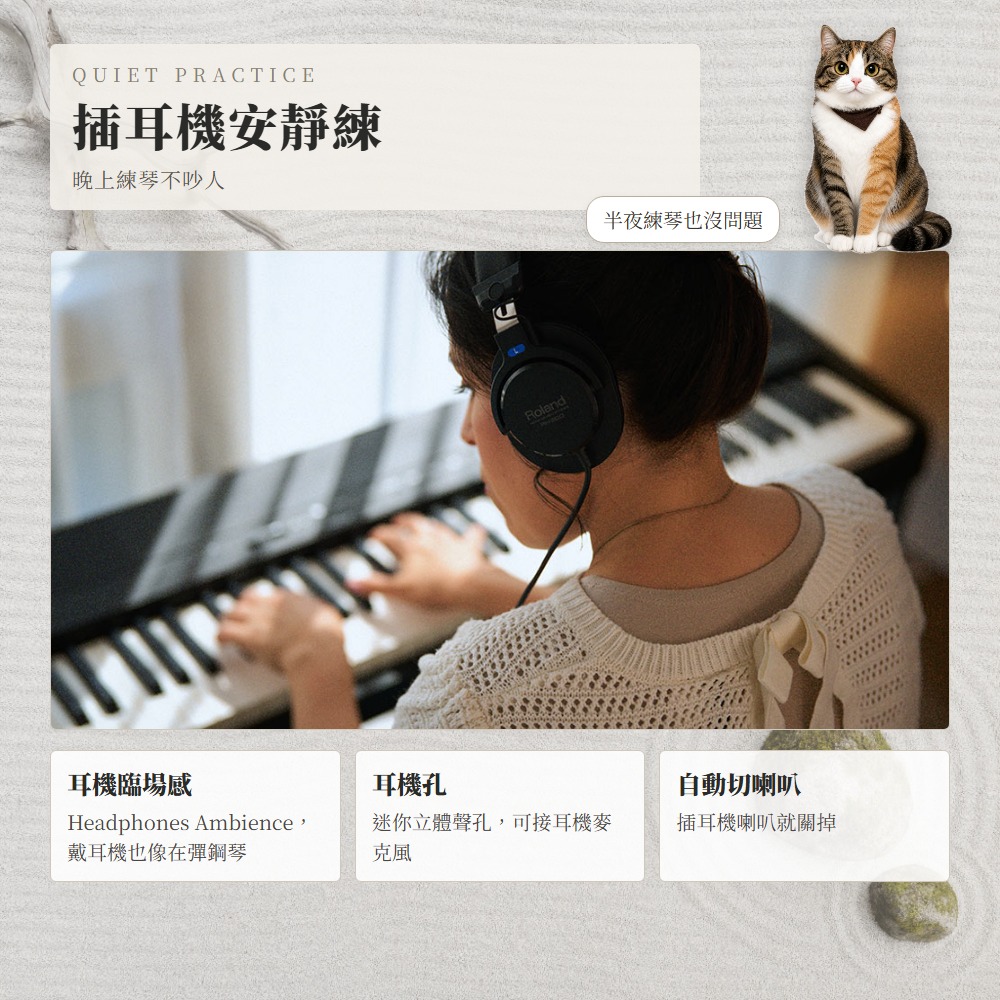 QUIET PRACTICE
插耳機安靜練
晚上練琴不吵人
半夜練琴也沒問題
Roland
耳機臨場感
Headphones Ambience，
戴耳機也像在彈鋼琴
耳機孔
迷你立體聲孔，可接耳機麥
克風
自動切喇叭
插耳機喇叭就關掉